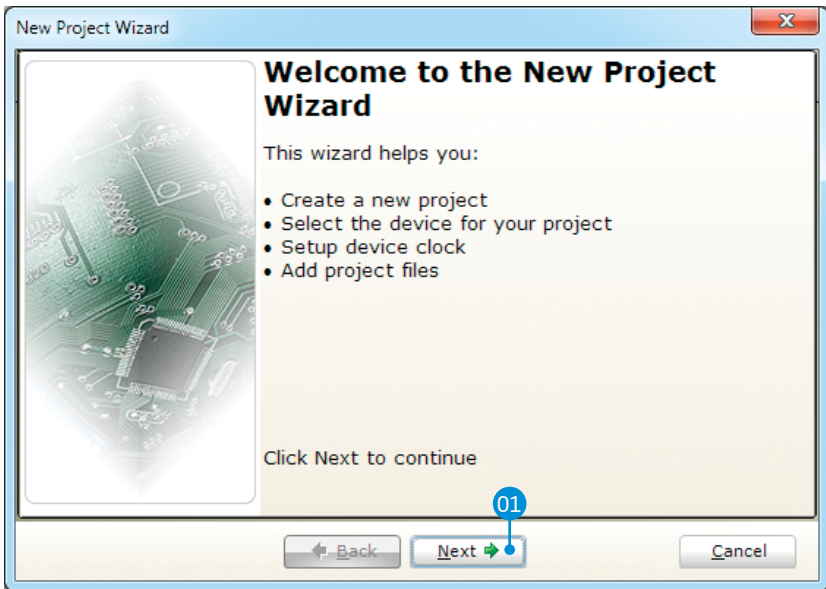 New Project Wizard
Welcome to the New Project
Wizard
This wizard helps you:
• Create a new project
• Select the device for your project
• Setup device clock
• Add project files
Click Next to continue
01
Back Next Cancel